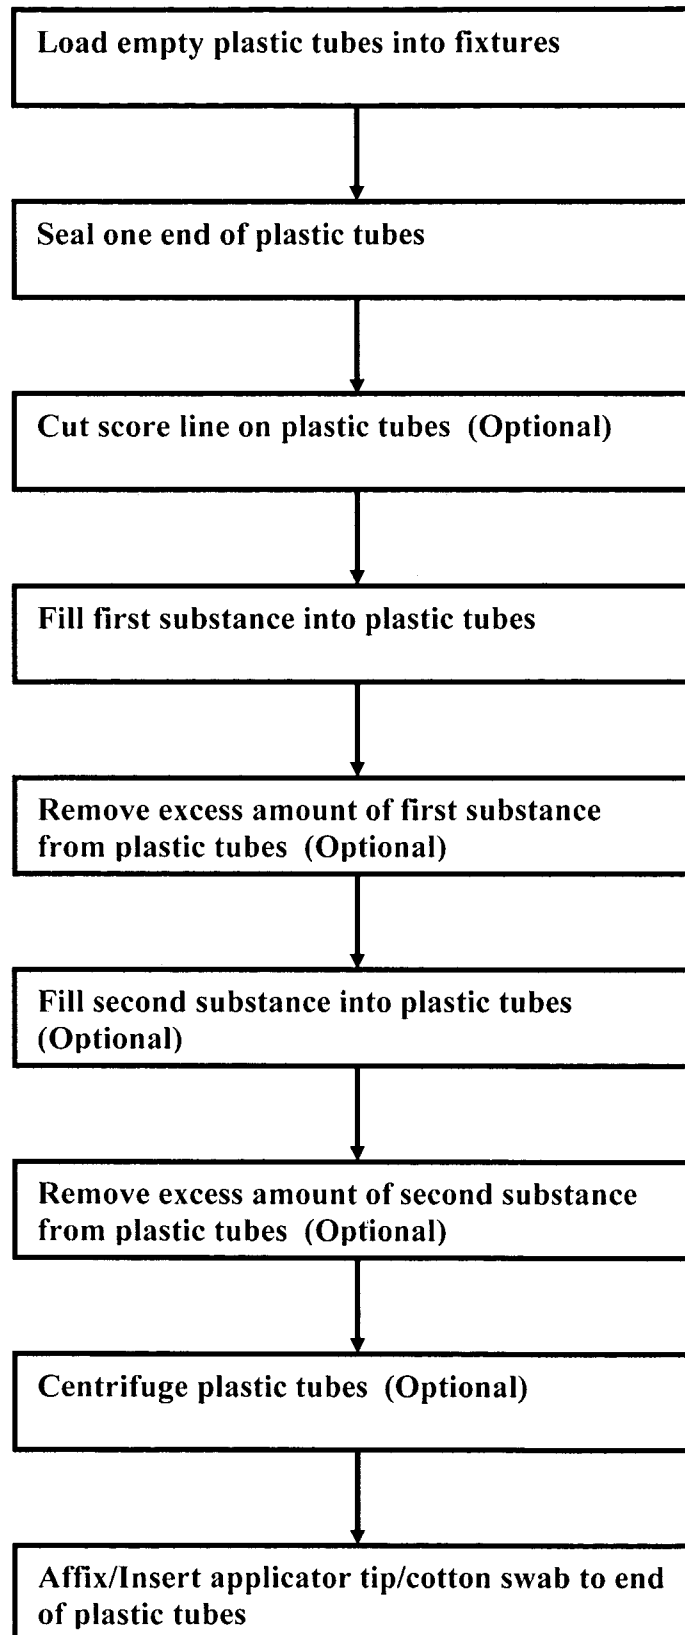 Load empty plastic tubes into fixtures
Seal one end of plastic tubes
Cut score line on plastic tubes (Optional)
Fill first substance into plastic tubes
Remove excess amount of first substance
from plastic tubes (Optional)
Fill second substance into plastic tubes
(Optional)
Remove excess amount of second substance
from plastic tubes (Optional)
Centrifuge plastic tubes (Optional)
Affix/Insert applicator tip/cotton swab to end
of plastic tubes